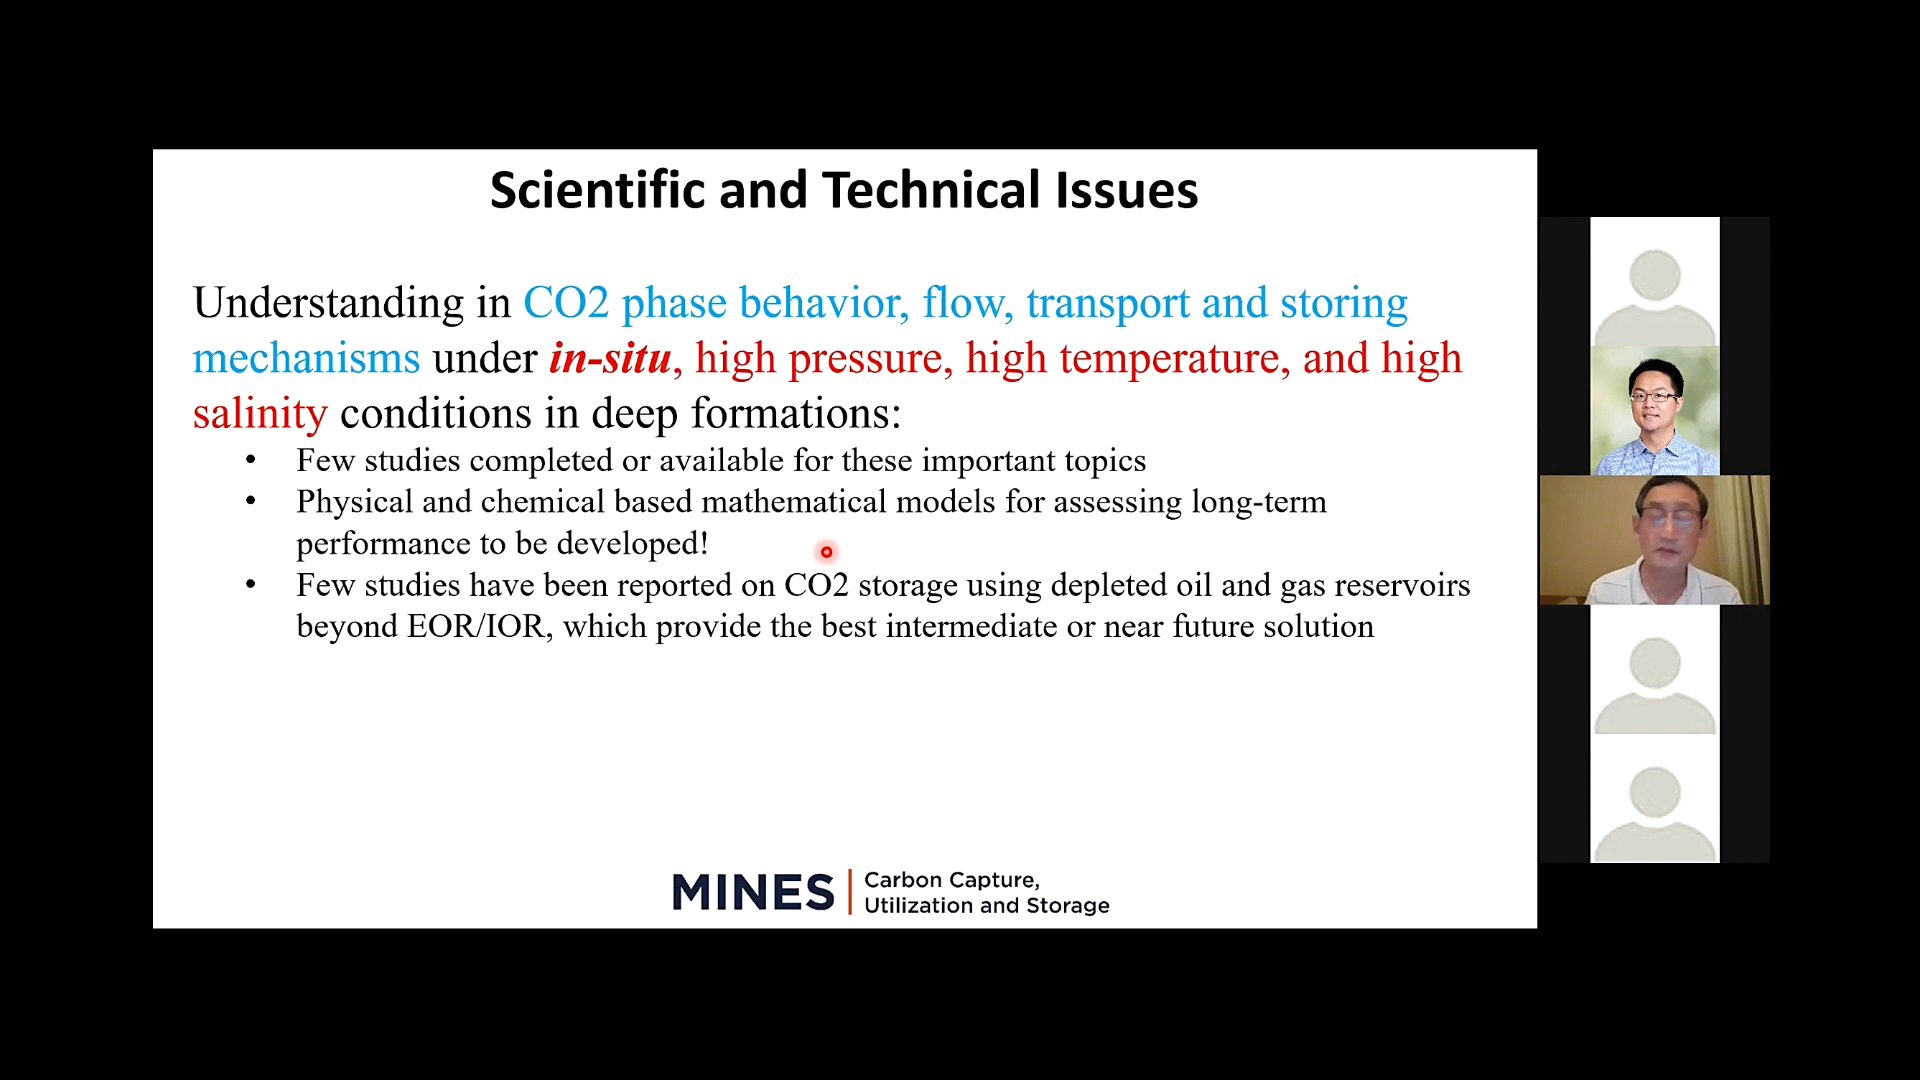 Scientific and Technical Issues
Understanding in CO2 phase behavior, flow, transport and storing
mechanisms under in-situ, high pressure, high temperature, and high
salinity conditions in deep formations:
• Few studies completed or available for these important topics
• Physical and chemical based mathematical models for assessing long-term
performance to be developed!
• Few studies have been reported on CO2 storage using depleted oil and gas reservoirs
beyond EOR/IOR, which provide the best intermediate or near future solution
MINES
Carbon Capture,
Utilization and Storage